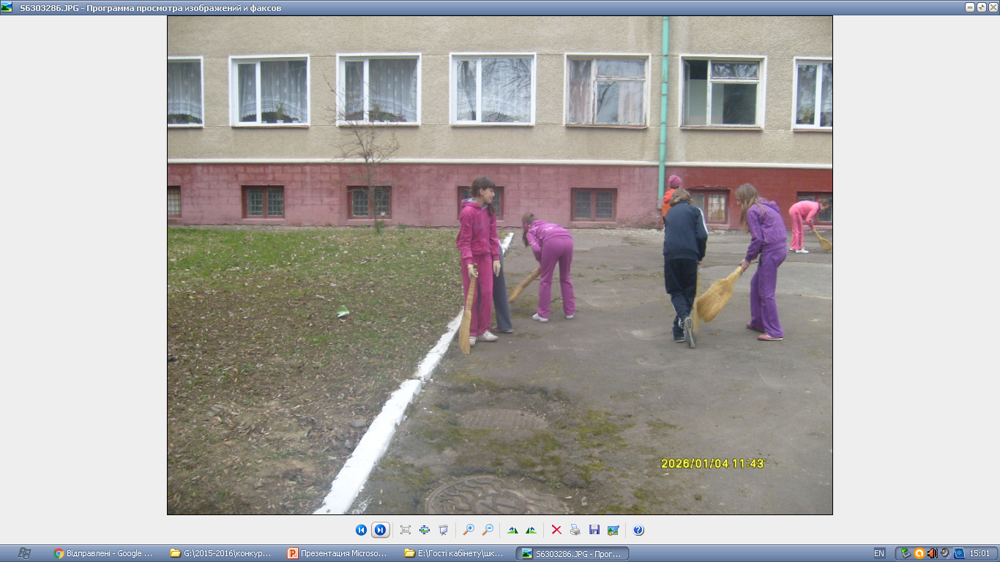 S6303286.JPG - Программа просмотра изображений и факсов
2026/01/04 11:43
Відправлені - Google ...
G:\2015-2016\конкур...
Презентация Microso...
E:\Гості кабінету\шк...
S6303286.JPG - Прог...
EN
15:01